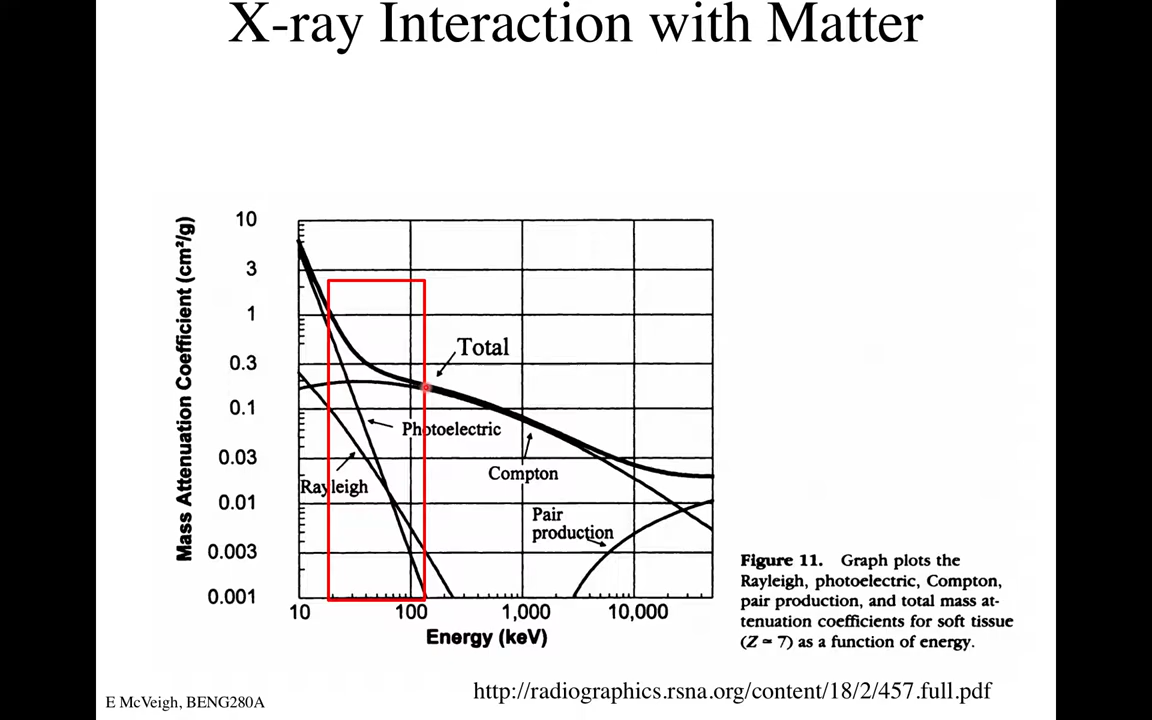 X-ray Interaction with Matter
Mass Attenuation Coefficient (cm²/g)
10
3
1
0.3
0.1
0.03
0.01
0.003
0.001
Total
Photoelectric
Rayleigh
Compton
Pair
production
10 100 1,000 10,000
Energy (keV)
Figure 11. Graph plots the
Rayleigh, photoelectric, Compton,
pair production, and total mass at-
tenuation coefficients for soft tissue
(Z ≃ 7) as a function of energy.
http://radiographics.rsna.org/content/18/2/457.full.pdf
E McVeigh, BENG280A